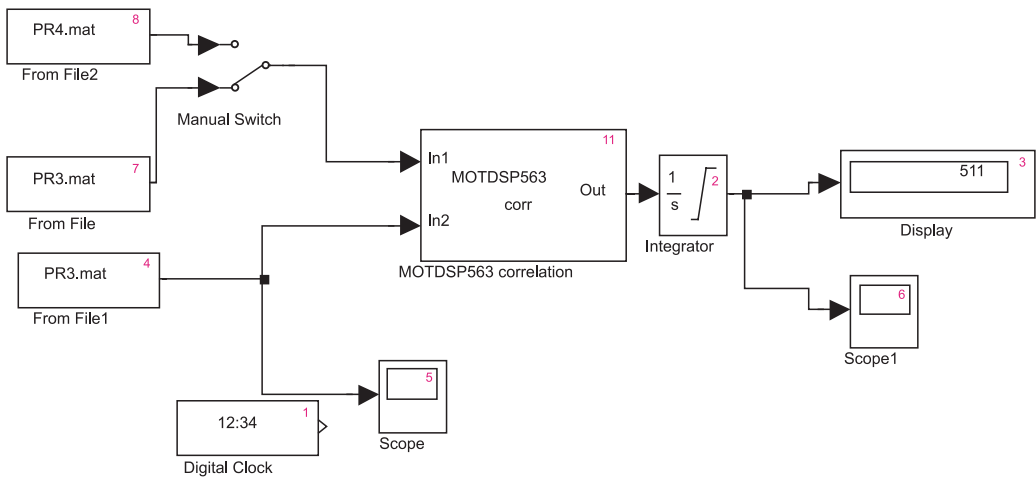 8
PR4.mat
From File2
Manual Switch
7
PR3.mat
From File
4
PR3.mat
From File1
11
In1
MOTDSP563
corr
Out
In2
MOTDSP563 correlation
2
1
s
Integrator
3
511
Display
6
Scope1
5
Scope
1
12:34
Digital Clock